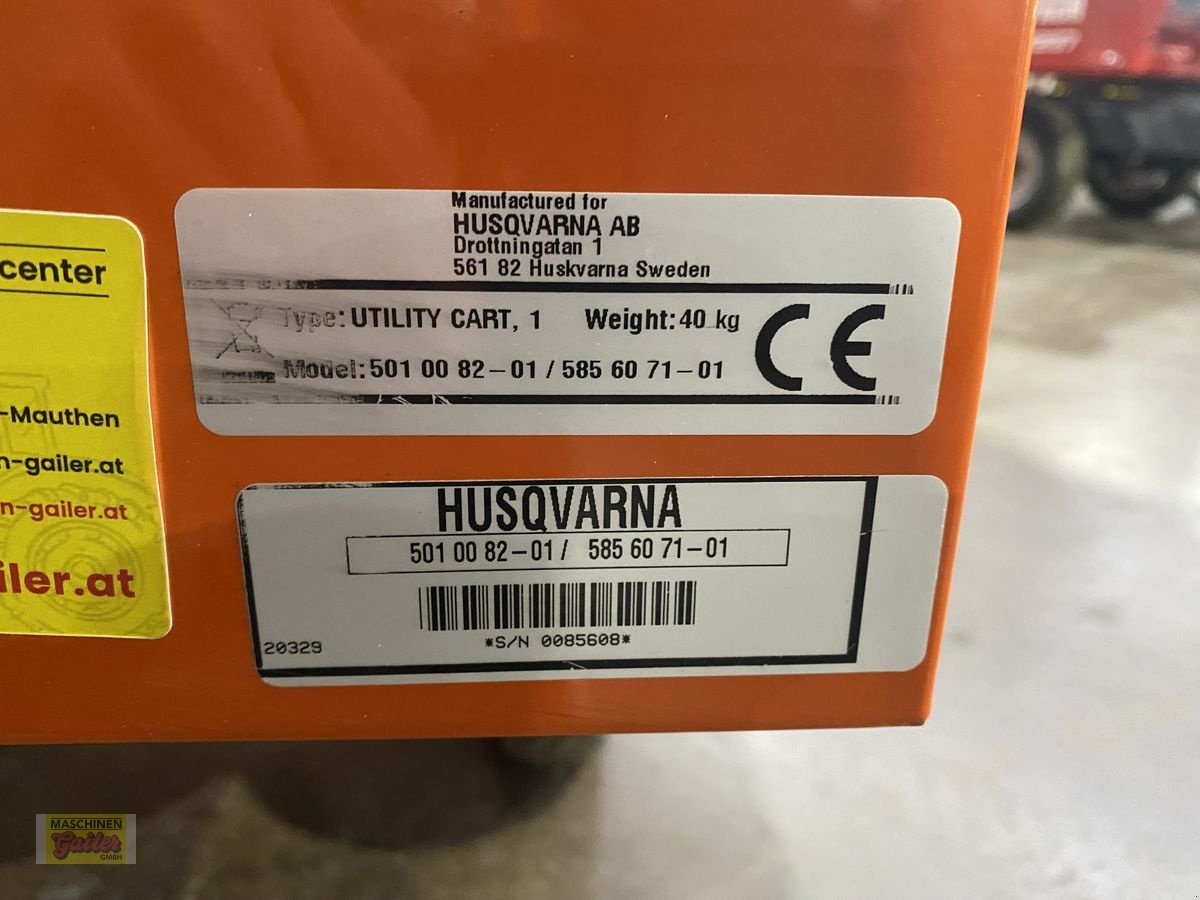 Manufactured for
HUSQVARNA AB
Drottningatan 1
561 82 Huskvarna Sweden
Type: UTILITY CART, 1 Weight: 40 kg
Model: 501 00 82-01 / 585 60 71-01
CE
HUSQVARNA
501 00 82-01 / 585 60 71-01
*S/N 0085608*
20329
center
-Mauthen
n-gailer.at
n-gailer.at
iler.at
MASCHINEN
Gailer
GMBH